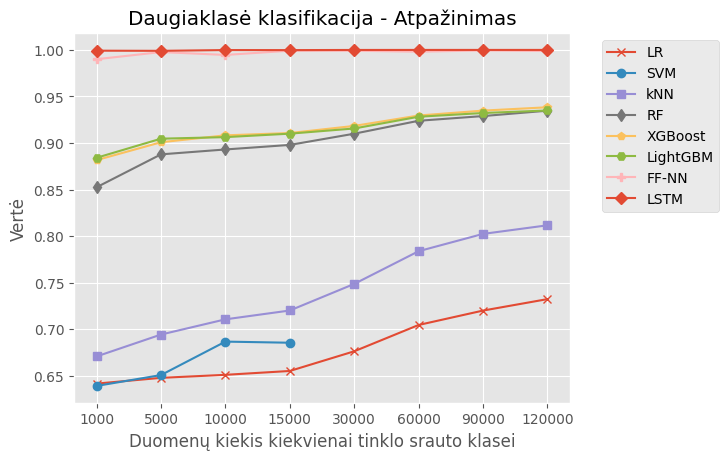 Daugiaklasė klasifikacija - Atpažinimas
Vertė
1.00
0.95
0.90
0.85
0.80
0.75
0.70
0.65
1000 5000 10000 15000 30000 60000 90000 120000
Duomenų kiekis kiekvienai tinklo srauto klasei
LR
SVM
kNN
RF
XGBoost
LightGBM
FF-NN
LSTM